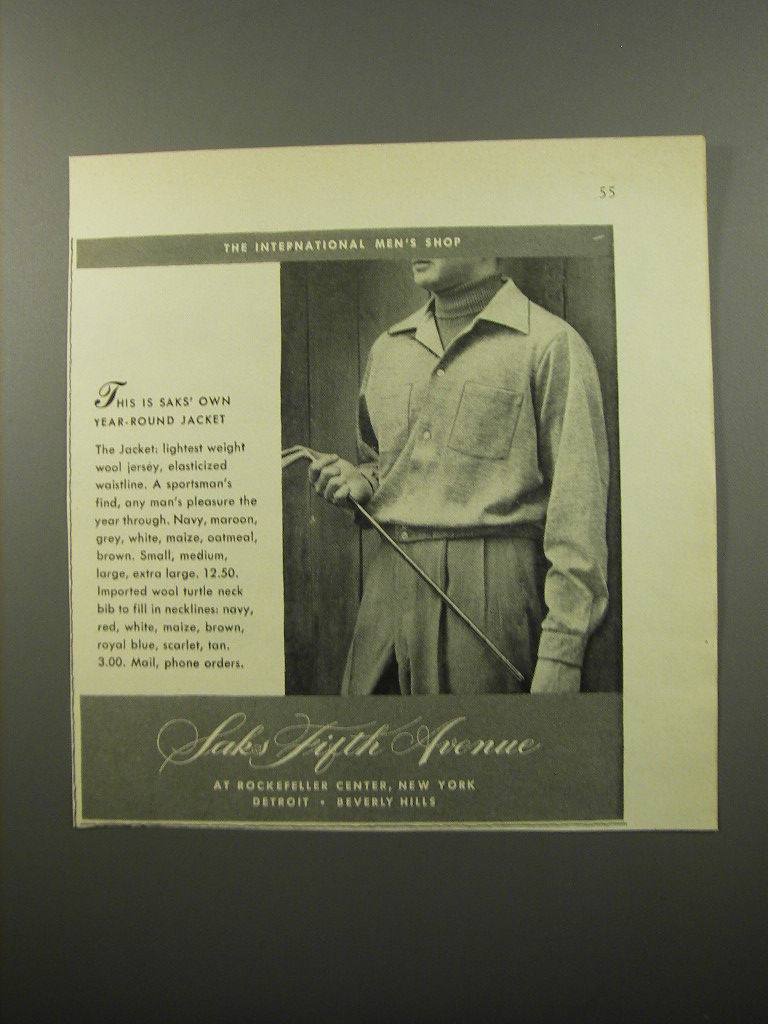 55
THE INTERNATIONAL MEN'S SHOP
THIS IS SAKS' OWN
YEAR-ROUND JACKET
The Jacket: lightest weight
wool jersey, elasticized
waistline. A sportsman's
find, any man's pleasure the
year through. Navy, maroon,
grey, white, maize, oatmeal,
brown. Small, medium,
large, extra large. 12.50.
Imported wool turtle neck
bib to fill in necklines: navy,
red, white, maize, brown,
royal blue, scarlet, tan.
3.00. Mail, phone orders.
Saks Fifth Avenue
AT ROCKEFELLER CENTER, NEW YORK
DETROIT • BEVERLY HILLS